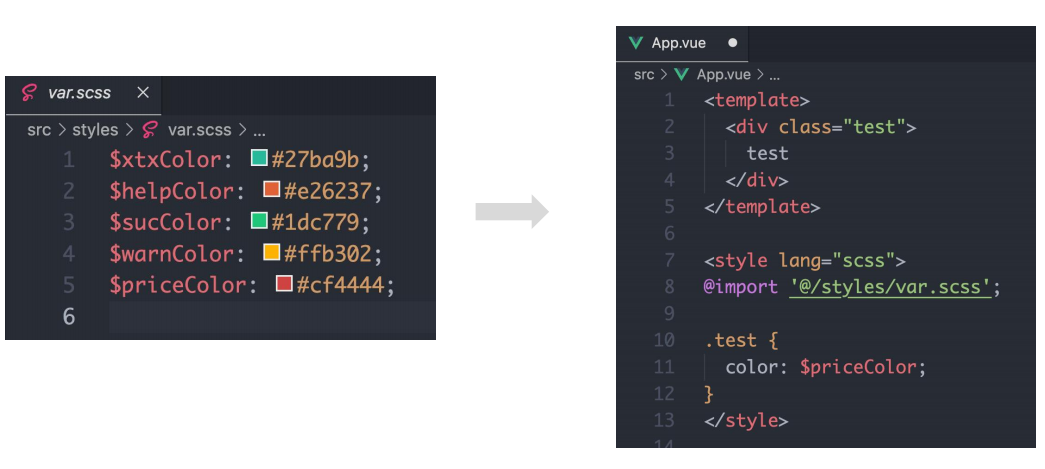 var.scss
src > styles > var.scss > ...
1 $xtxColor: #27ba9b;
2 $helpColor: #e26237;
3 $sucColor: #1dc779;
4 $warnColor: #ffb302;
5 $priceColor: #cf4444;
6
App.vue
src > App.vue > ...
1 <template>
2 <div class="test">
3 test
4 </div>
5 </template>
6
7 <style lang="scss">
8 @import '@/styles/var.scss';
9
10 .test {
11 color: $priceColor;
12 }
13 </style>
14